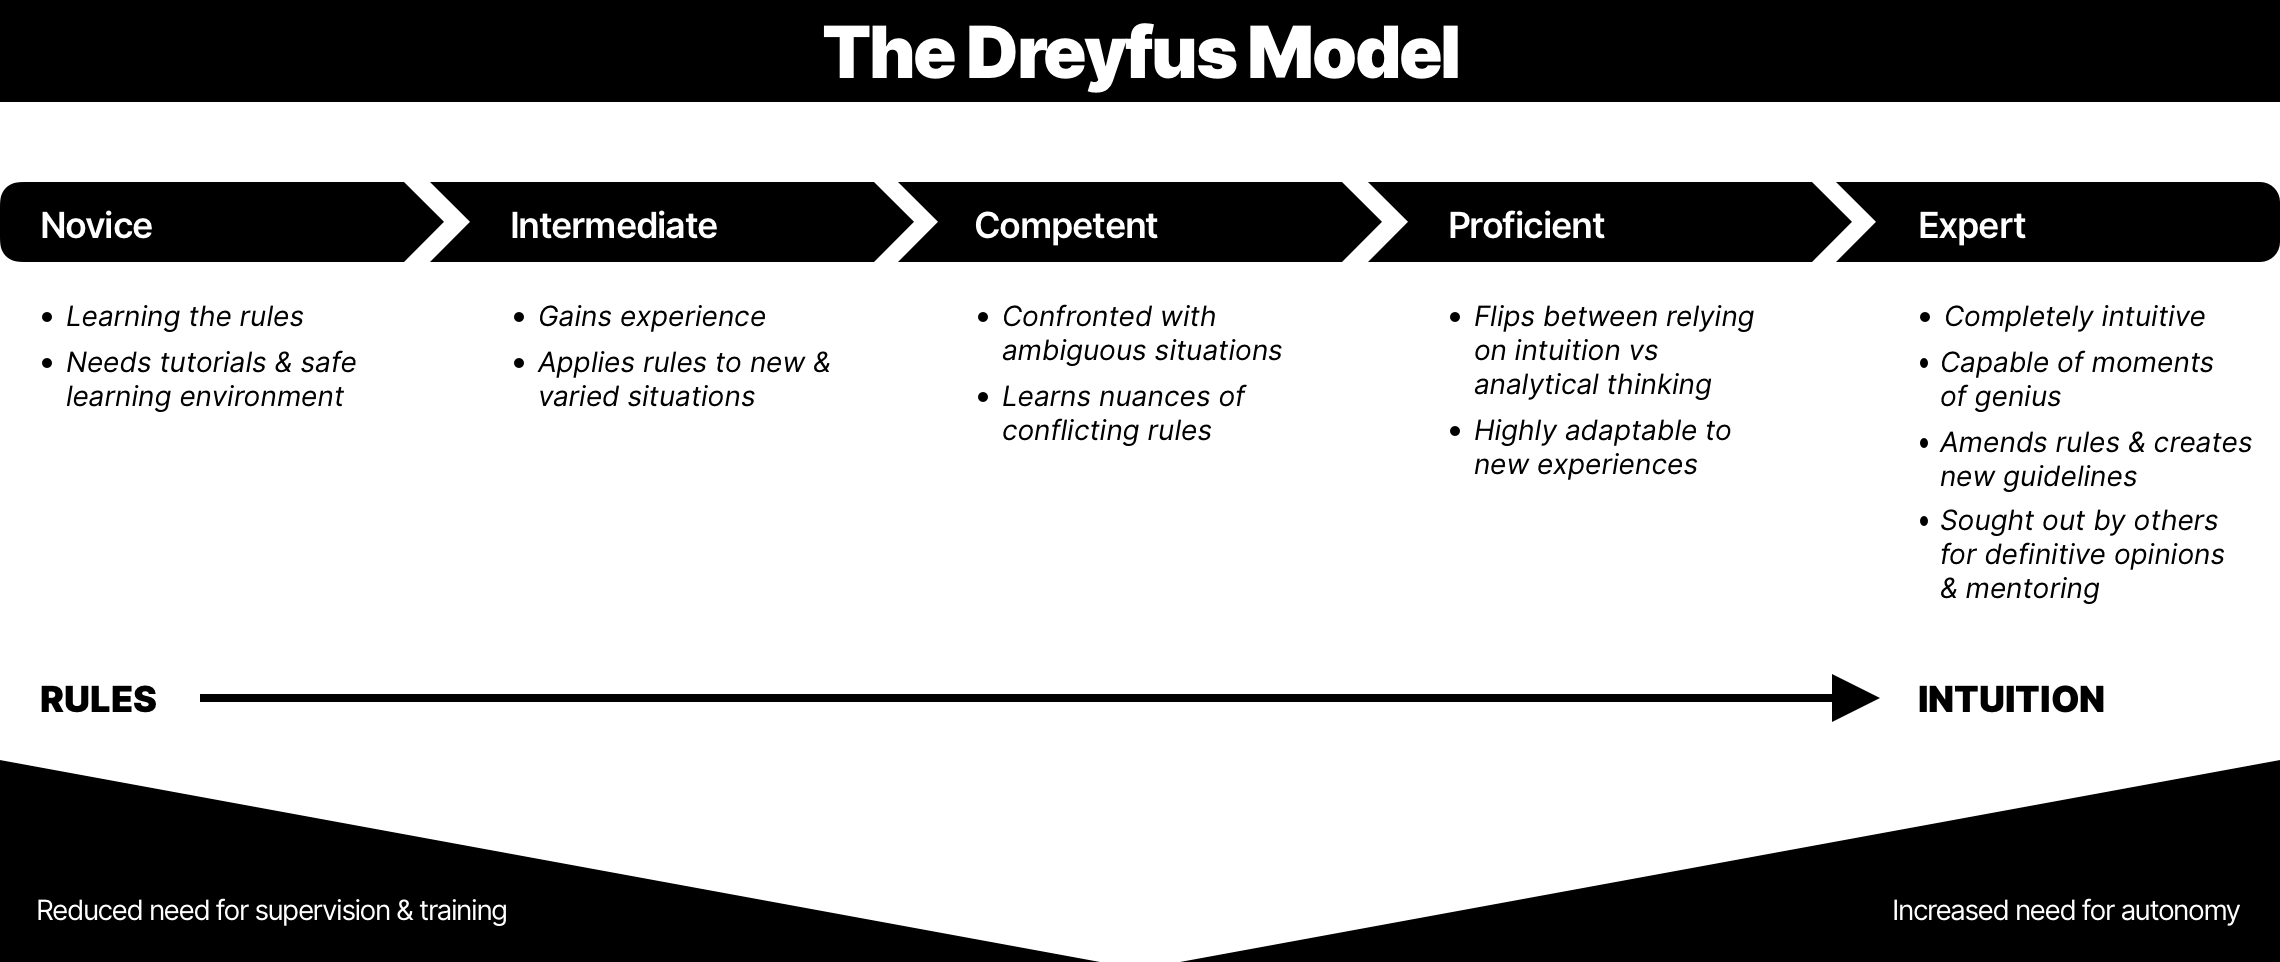 The Dreyfus Model
Novice
Intermediate
Competent
Proficient
Expert
• Learning the rules
• Needs tutorials & safe
learning environment
• Gains experience
• Applies rules to new &
varied situations
• Confronted with
ambiguous situations
• Learns nuances of
conflicting rules
• Flips between relying
on intuition vs
analytical thinking
• Highly adaptable to
new experiences
• Completely intuitive
• Capable of moments
of genius
• Amends rules & creates
new guidelines
• Sought out by others
for definitive opinions
& mentoring
RULES
INTUITION
Reduced need for supervision & training
Increased need for autonomy